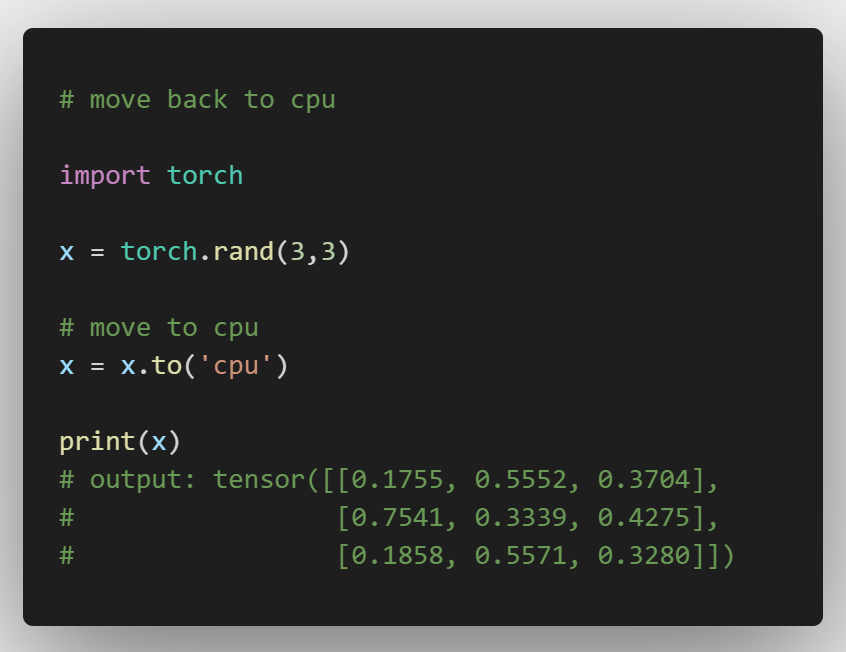 # move back to cpu
import torch
x = torch.rand(3,3)
# move to cpu
x = x.to('cpu')
print(x)
# output: tensor([[0.1755, 0.5552, 0.3704],
#                 [0.7541, 0.3339, 0.4275],
#                 [0.1858, 0.5571, 0.3280]])